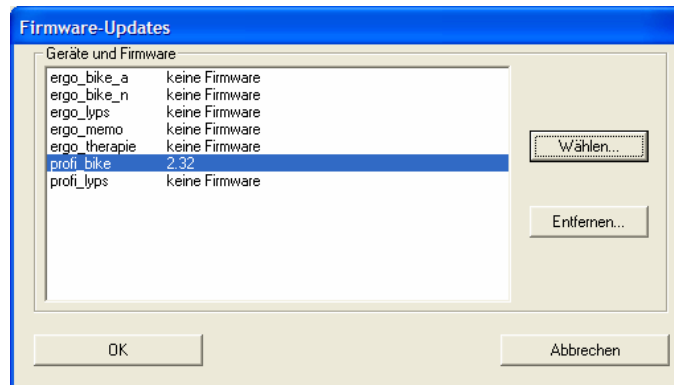 Firmware-Updates
Geräte und Firmware
ergo_bike_a keine Firmware
ergo_bike_n keine Firmware
ergo_lyps keine Firmware
ergo_memo keine Firmware
ergo_therapie keine Firmware
profi_bike 2.32
profi_lyps keine Firmware
Wählen...
Entfernen...
OK
Abbrechen